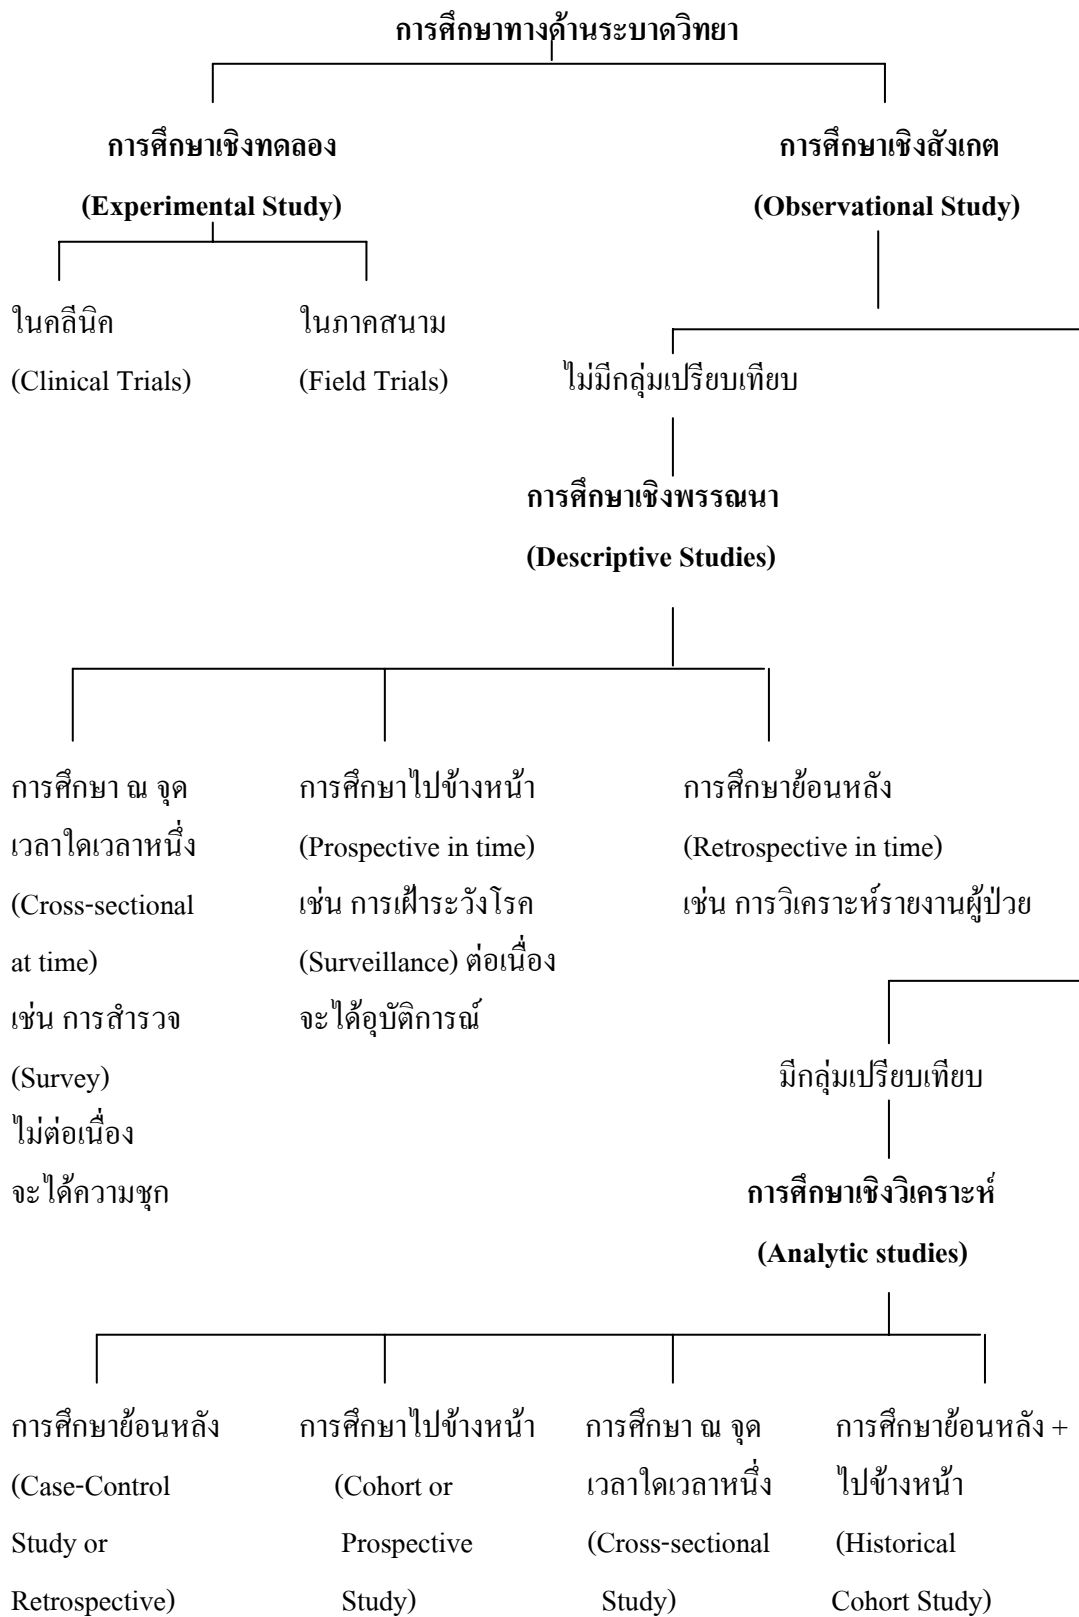 การศึกษาทางด้านระบาดวิทยา
การศึกษาเชิงทดลอง
(Experimental Study)
การศึกษาเชิงสังเกต
(Observational Study)
ในคลีนิค
(Clinical Trials)
ในภาคสนาม
(Field Trials)
ไม่มีกลุ่มเปรียบเทียบ
การศึกษาเชิงพรรณนา
(Descriptive Studies)
การศึกษา ณ จุด
เวลาใดเวลาหนึ่ง
(Cross-sectional
at time)
เช่น การสำรวจ
(Survey)
ไม่ต่อเนื่อง
จะได้ความชุก
การศึกษาไปข้างหน้า
(Prospective in time)
เช่น การเฝ้าระวังโรค
(Surveillance) ต่อเนื่อง
จะได้อุบัติการณ์
การศึกษาย้อนหลัง
(Retrospective in time)
เช่น การวิเคราะห์รายงานผู้ป่วย
มีกลุ่มเปรียบเทียบ
การศึกษาเชิงวิเคราะห์
(Analytic studies)
การศึกษาย้อนหลัง
(Case-Control
Study or
Retrospective)
การศึกษาไปข้างหน้า
(Cohort or
Prospective
Study)
การศึกษา ณ จุด
เวลาใดเวลาหนึ่ง
(Cross-sectional
Study)
การศึกษาย้อนหลัง +
ไปข้างหน้า
(Historical
Cohort Study)